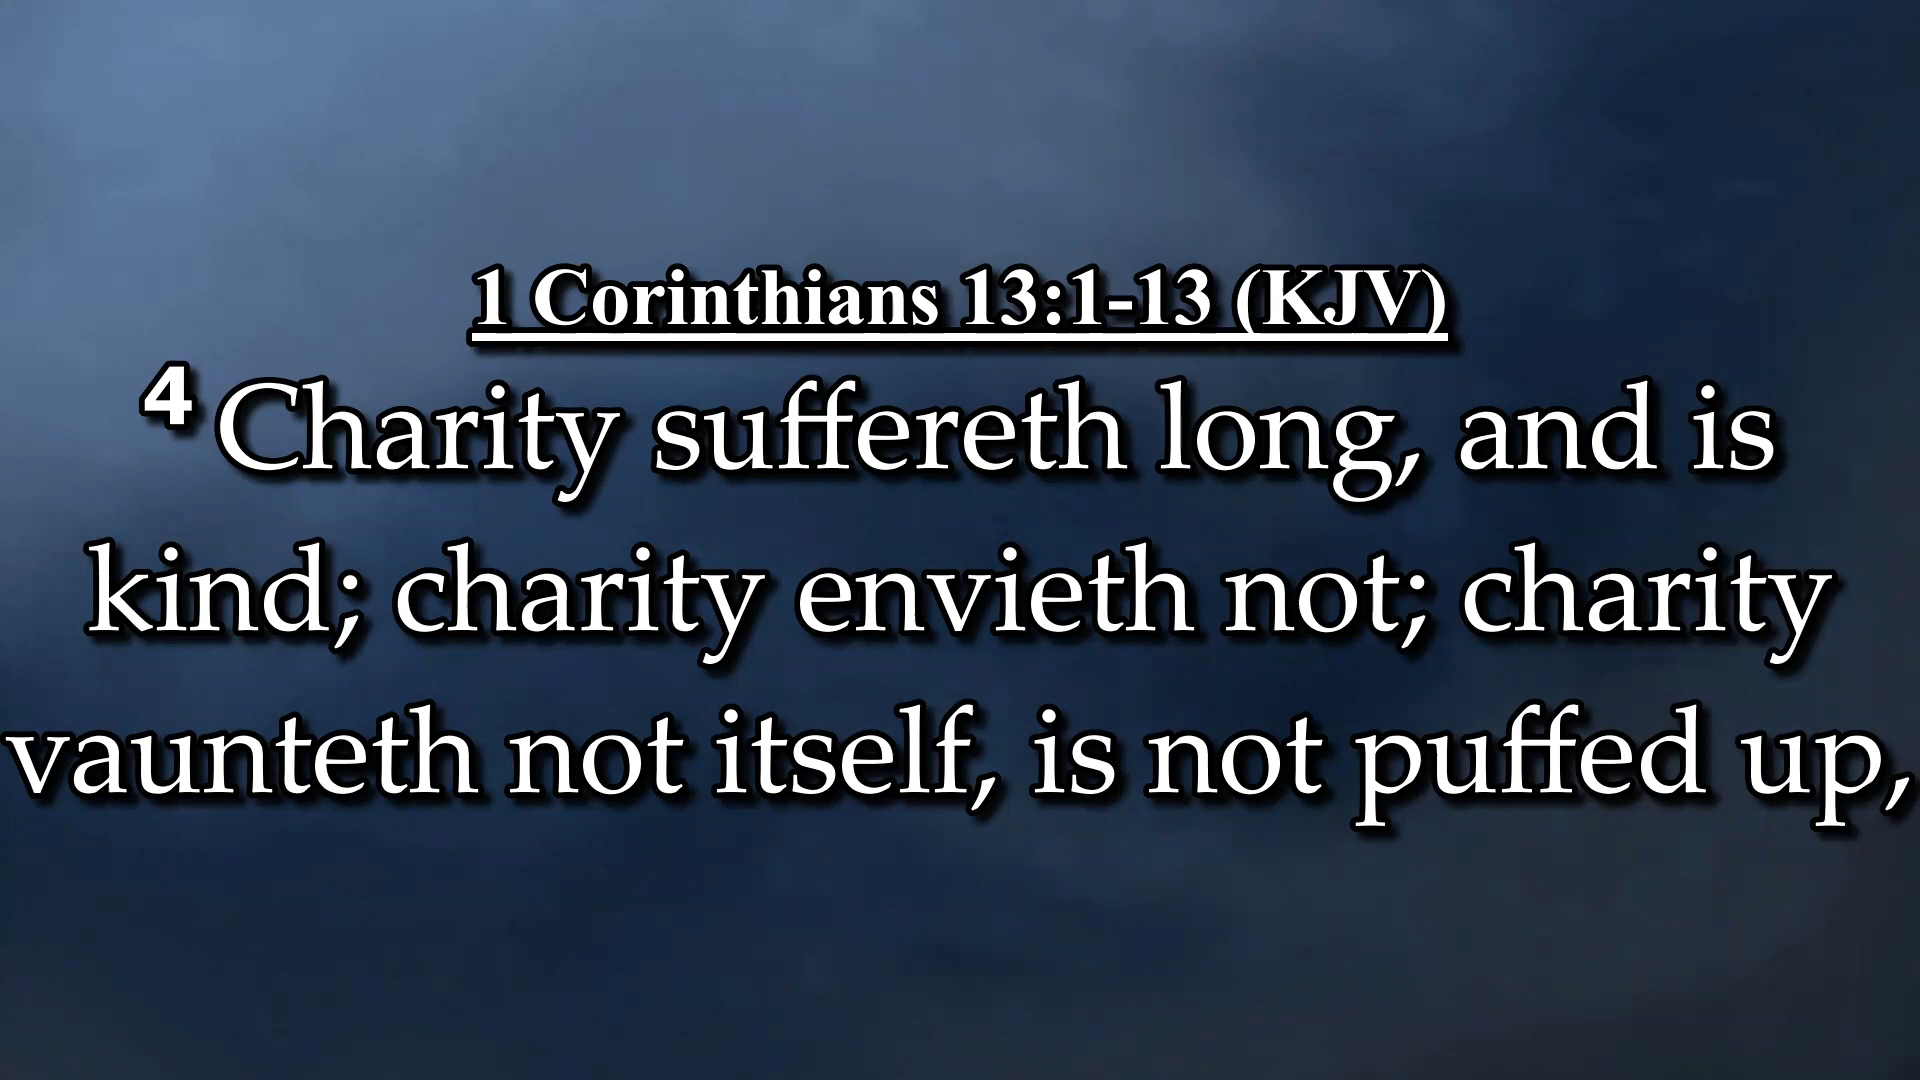 1 Corinthians 13:1-13 (KJV)
4 Charity suffereth long, and is
kind; charity envieth not; charity
vaunteth not itself, is not puffed up,